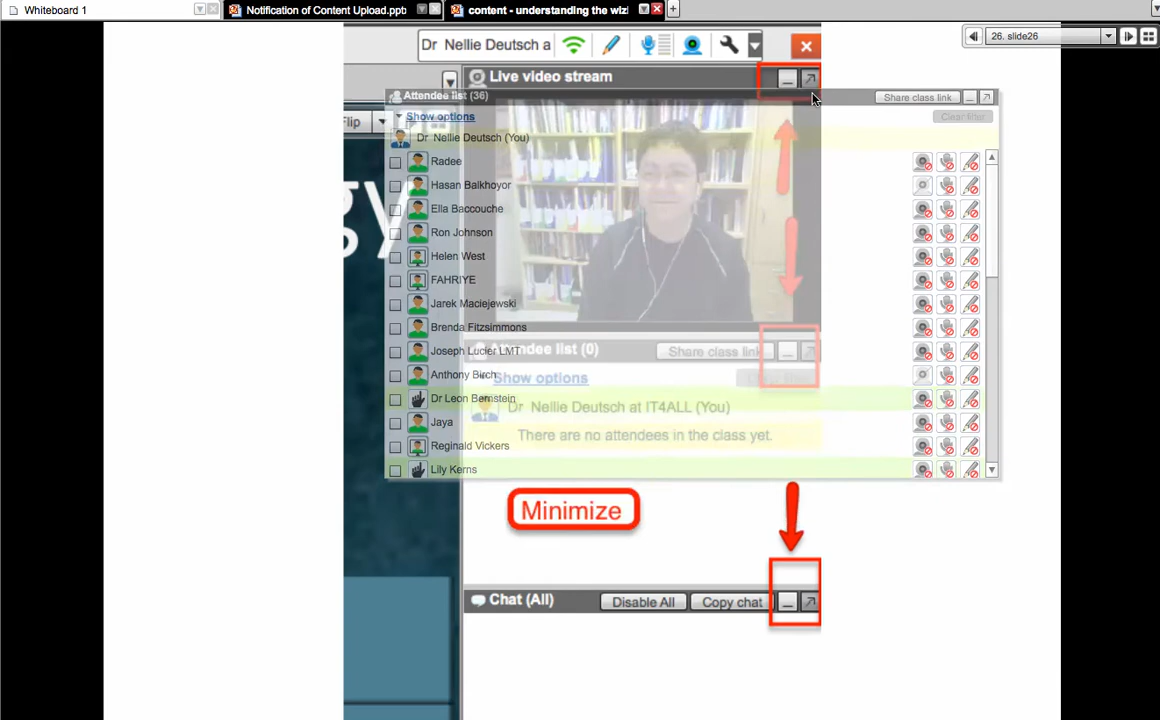 Whiteboard 1
Notification of Content Upload.ppb
content - understanding the wiz
26. slide26
Dr Nellie Deutsch a
Live video stream
Attendee list (36)
Share class link
Flip
Show options
Clear filter
Dr Nellie Deutsch (You)
gy
Radee
Hasan Balkhoyor
Ella Baccouche
Ron Johnson
Helen West
FAHRIYE
Jarek Maciejewski
Brenda Fitzsimmons
Joseph Lucier LMT
Anthony Birch
Dr Leon Bernstein
Jaya
Reginald Vickers
Lily Kerns
Attendee list (0)
Share class link
Show options
Dr Nellie Deutsch at IT4ALL (You)
There are no attendees in the class yet.
Minimize
Chat (All)
Disable All
Copy chat